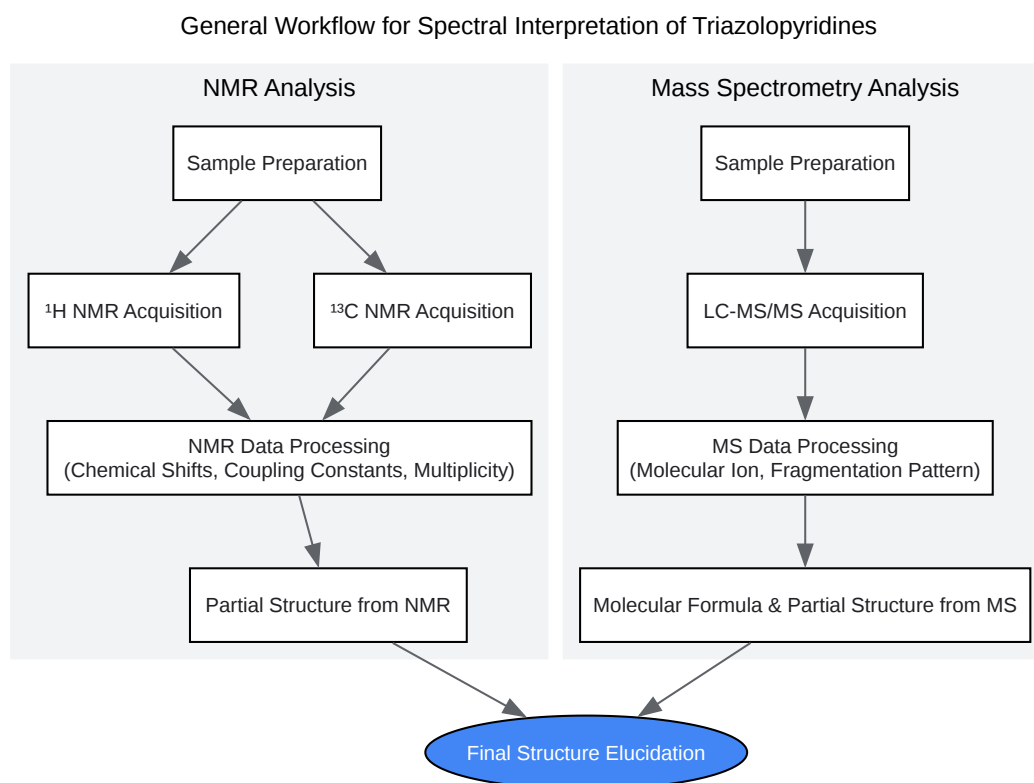 General Workflow for Spectral Interpretation of Triazolopyridines
NMR Analysis
Sample Preparation
¹H NMR Acquisition
¹³C NMR Acquisition
NMR Data Processing
(Chemical Shifts, Coupling Constants, Multiplicity)
Partial Structure from NMR
Mass Spectrometry Analysis
Sample Preparation
LC-MS/MS Acquisition
MS Data Processing
(Molecular Ion, Fragmentation Pattern)
Molecular Formula & Partial Structure from MS
Final Structure Elucidation